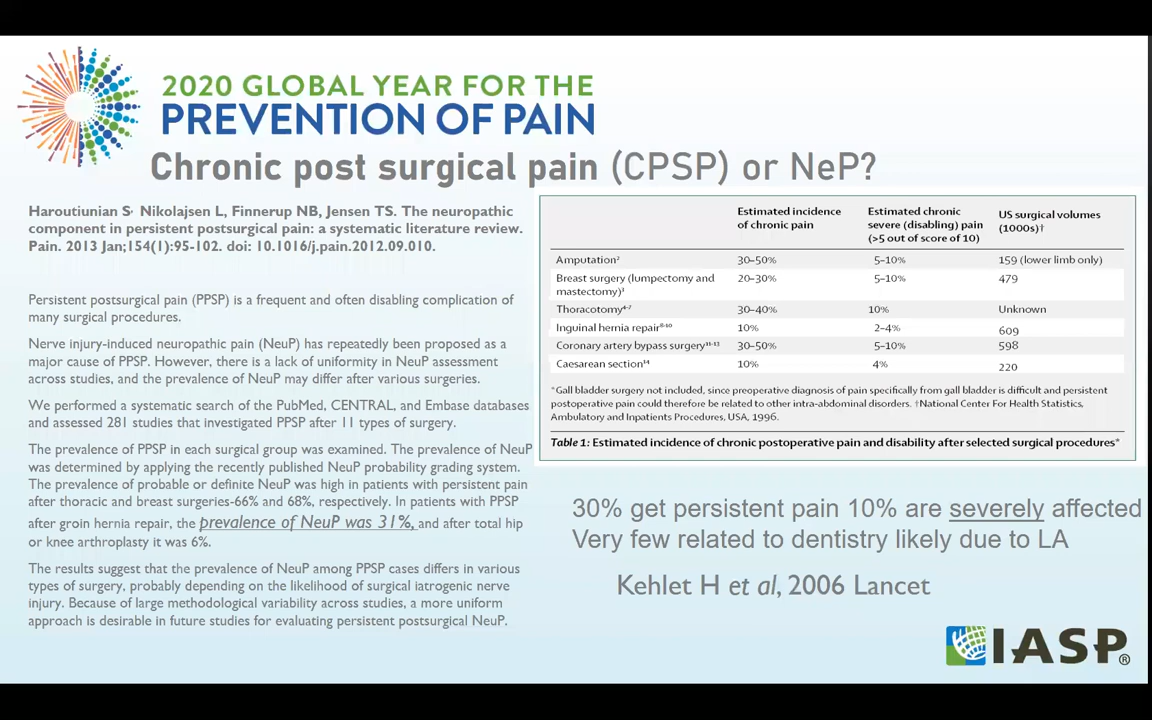 2020 GLOBAL YEAR FOR THE
PREVENTION OF PAIN
Chronic post surgical pain (CPSP) or NeP?
Haroutiunian S, Nikolajsen L, Finnerup NB, Jensen TS. The neuropathic
component in persistent postsurgical pain: a systematic literature review.
Pain. 2013 Jan;154(1):95-102. doi: 10.1016/j.pain.2012.09.010.
Persistent postsurgical pain (PPSP) is a frequent and often disabling complication of
many surgical procedures.
Nerve injury-induced neuropathic pain (NeuP) has repeatedly been proposed as a
major cause of PPSP. However, there is a lack of uniformity in NeuP assessment
across studies, and the prevalence of NeuP may differ after various surgeries.
We performed a systematic search of the PubMed, CENTRAL, and Embase databases
and assessed 281 studies that investigated PPSP after 11 types of surgery.
The prevalence of PPSP in each surgical group was examined. The prevalence of NeuP
was determined by applying the recently published NeuP probability grading system.
The prevalence of probable or definite NeuP was high in patients with persistent pain
after thoracic and breast surgeries-66% and 68%, respectively. In patients with PPSP
after groin hernia repair, the prevalence of NeuP was 31%, and after total hip
or knee arthroplasty it was 6%.
The results suggest that the prevalence of NeuP among PPSP cases differs in various
types of surgery, probably depending on the likelihood of surgical iatrogenic nerve
injury. Because of large methodological variability across studies, a more uniform
approach is desirable in future studies for evaluating persistent postsurgical NeuP.
Estimated incidence of chronic pain
Estimated chronic severe (disabling) pain (>5 out of score of 10)
US surgical volumes (1000s)†
Amputation² 30–50% 5–10% 159 (lower limb only)
Breast surgery (lumpectomy and mastectomy)³ 20–30% 5–10% 479
Thoracotomy⁴⁻⁷ 30–40% 10% Unknown
Inguinal hernia repair⁸⁻¹⁰ 10% 2–4% 609
Coronary artery bypass surgery¹¹⁻¹³ 30–50% 5–10% 598
Caesarean section¹⁴ 10% 4% 220
*Gall bladder surgery not included, since preoperative diagnosis of pain specifically from gall bladder is difficult and persistent
postoperative pain could therefore be related to other intra-abdominal disorders. †National Center For Health Statistics,
Ambulatory and Inpatients Procedures, USA, 1996.
Table 1: Estimated incidence of chronic postoperative pain and disability after selected surgical procedures*
30% get persistent pain 10% are severely affected
Very few related to dentistry likely due to LA
Kehlet H et al, 2006 Lancet
IASP®